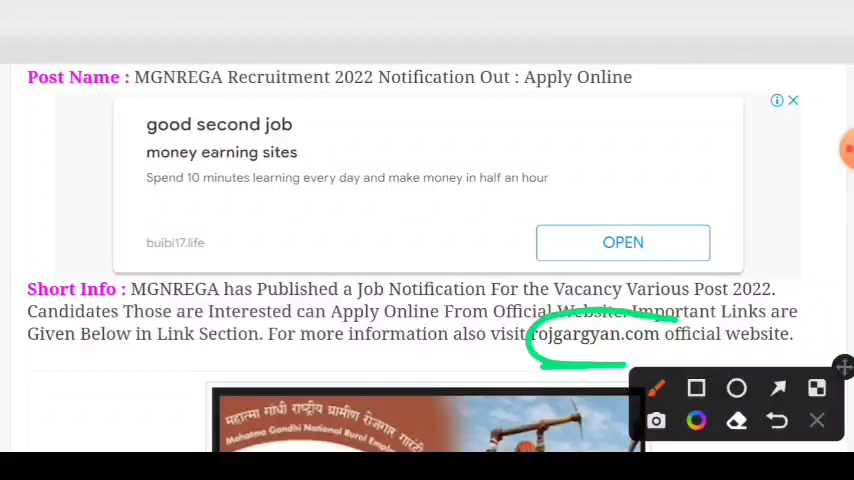 Post Name : MGNREGA Recruitment 2022 Notification Out : Apply Online
good second job
money earning sites
Spend 10 minutes learning every day and make money in half an hour
buibi17.life
OPEN
Short Info : MGNREGA has Published a Job Notification For the Vacancy Various Post 2022.
Candidates Those are Interested can Apply Online From Official Website. Important Links are
Given Below in Link Section. For more information also visit rojgargyan.com official website.
महात्मा गांधी राष्ट्रीय ग्रामीण रोजगार गारंटी
Mahatma Gandhi National Rural